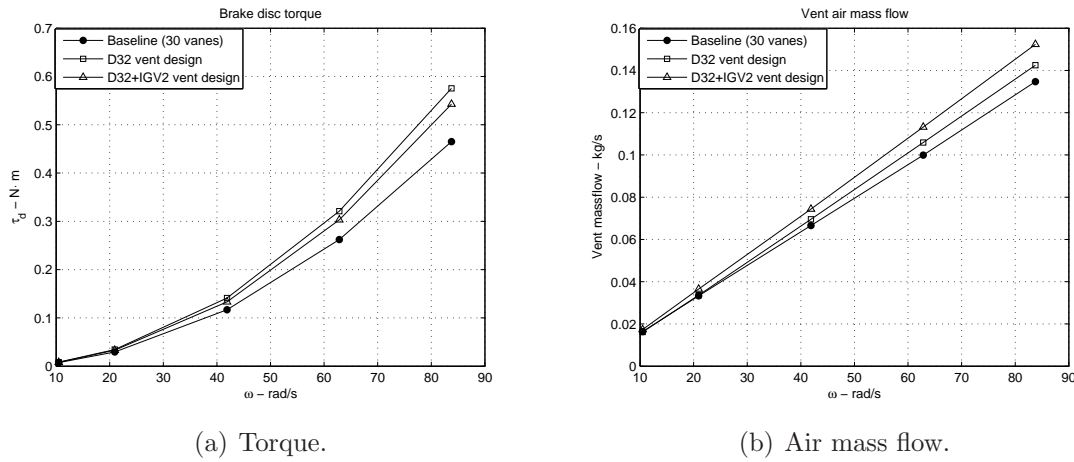 Brake disc torque
0.7
0.6
0.5
0.4
0.3
0.2
0.1
0
τd − N· m
Baseline (30 vanes)
D32 vent design
D32+IGV2 vent design
10 20 30 40 50 60 70 80 90
ω − rad/s
(a) Torque.
Vent air mass flow
0.16
0.14
0.12
0.1
0.08
0.06
0.04
0.02
0
Vent massflow − kg/s
Baseline (30 vanes)
D32 vent design
D32+IGV2 vent design
10 20 30 40 50 60 70 80 90
ω − rad/s
(b) Air mass flow.